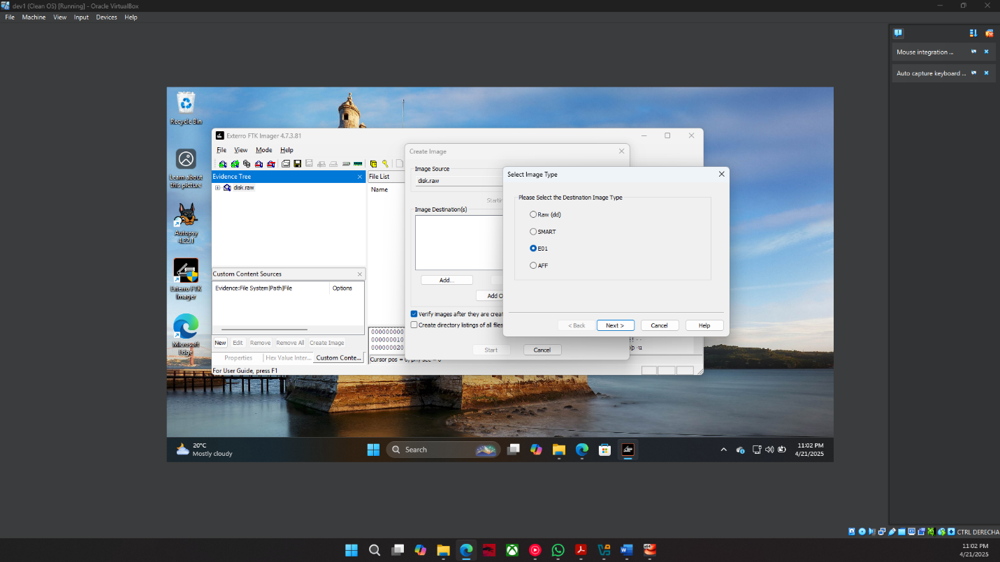 dev1 (Clean OS) [Running] - Oracle VirtualBox
File Machine View Input Devices Help
Mouse integration ...
Auto capture keyboard ...
Recycle Bin
Learn about
this picture
Autopsy
4.22.0
Exterro FTK
Imager
Microsoft
Edge
Exterro FTK Imager 4.7.3.81
File View Mode Help
Evidence Tree
disk.raw
File List
Name
Custom Content Sources
Evidence:File System|Path|File Options
New Edit Remove Remove All Create Image
Properties Hex Value Inter... Custom Conte...
For User Guide, press F1
000000000
000000010
000000020
Cursor pos = 0; phy sec = 0
Create Image
Image Source
disk.raw
Startin
Image Destination(s)
Add...
Add O
Verify images after they are creat
Create directory listings of all files
Start Cancel
Select Image Type
Please Select the Destination Image Type
Raw (dd)
SMART
E01
AFF
< Back Next > Cancel Help
20°C
Mostly cloudy
Search
11:02 PM
4/21/2025
CTRL DERECHA
11:02 PM
4/21/2025